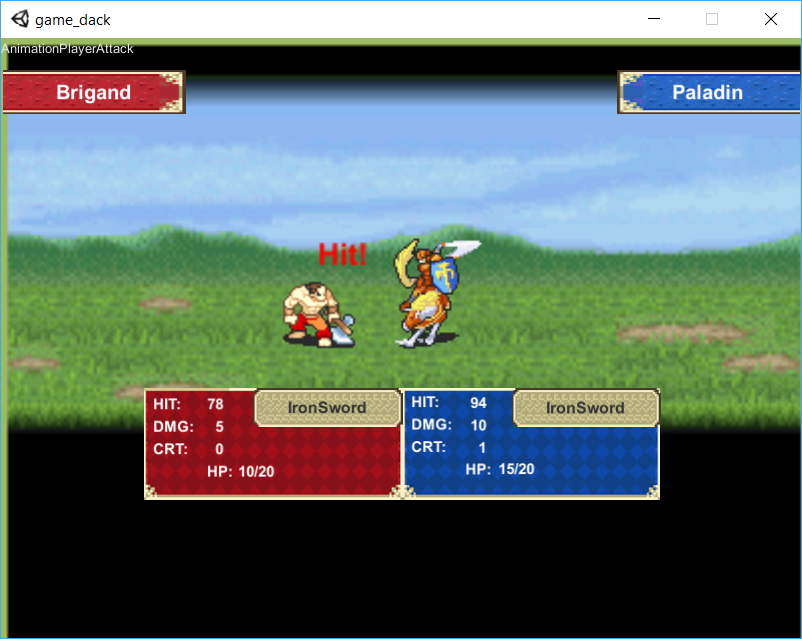 game_dack
AnimationPlayerAttack
Brigand
Paladin
Hit!
HIT: 78
IronSword
DMG: 5
CRT: 0
HP: 10/20
HIT: 94
IronSword
DMG: 10
CRT: 1
HP: 15/20